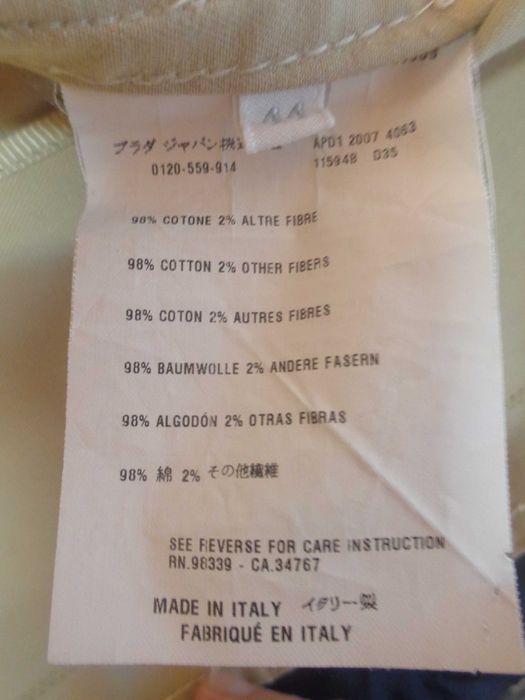 44
プラダ ジャパン株 APD1 2007 4063
0120-559-914 115948 D35
98% COTONE 2% ALTRE FIBRE
98% COTTON 2% OTHER FIBERS
98% COTON 2% AUTRES FIBRES
98% BAUMWOLLE 2% ANDERE FASERN
98% ALGODÓN 2% OTRAS FIBRAS
98% 綿 2% その他繊維
SEE REVERSE FOR CARE INSTRUCTION
RN.98339 - CA.34767
MADE IN ITALY イタリー製
FABRIQUÉ EN ITALY